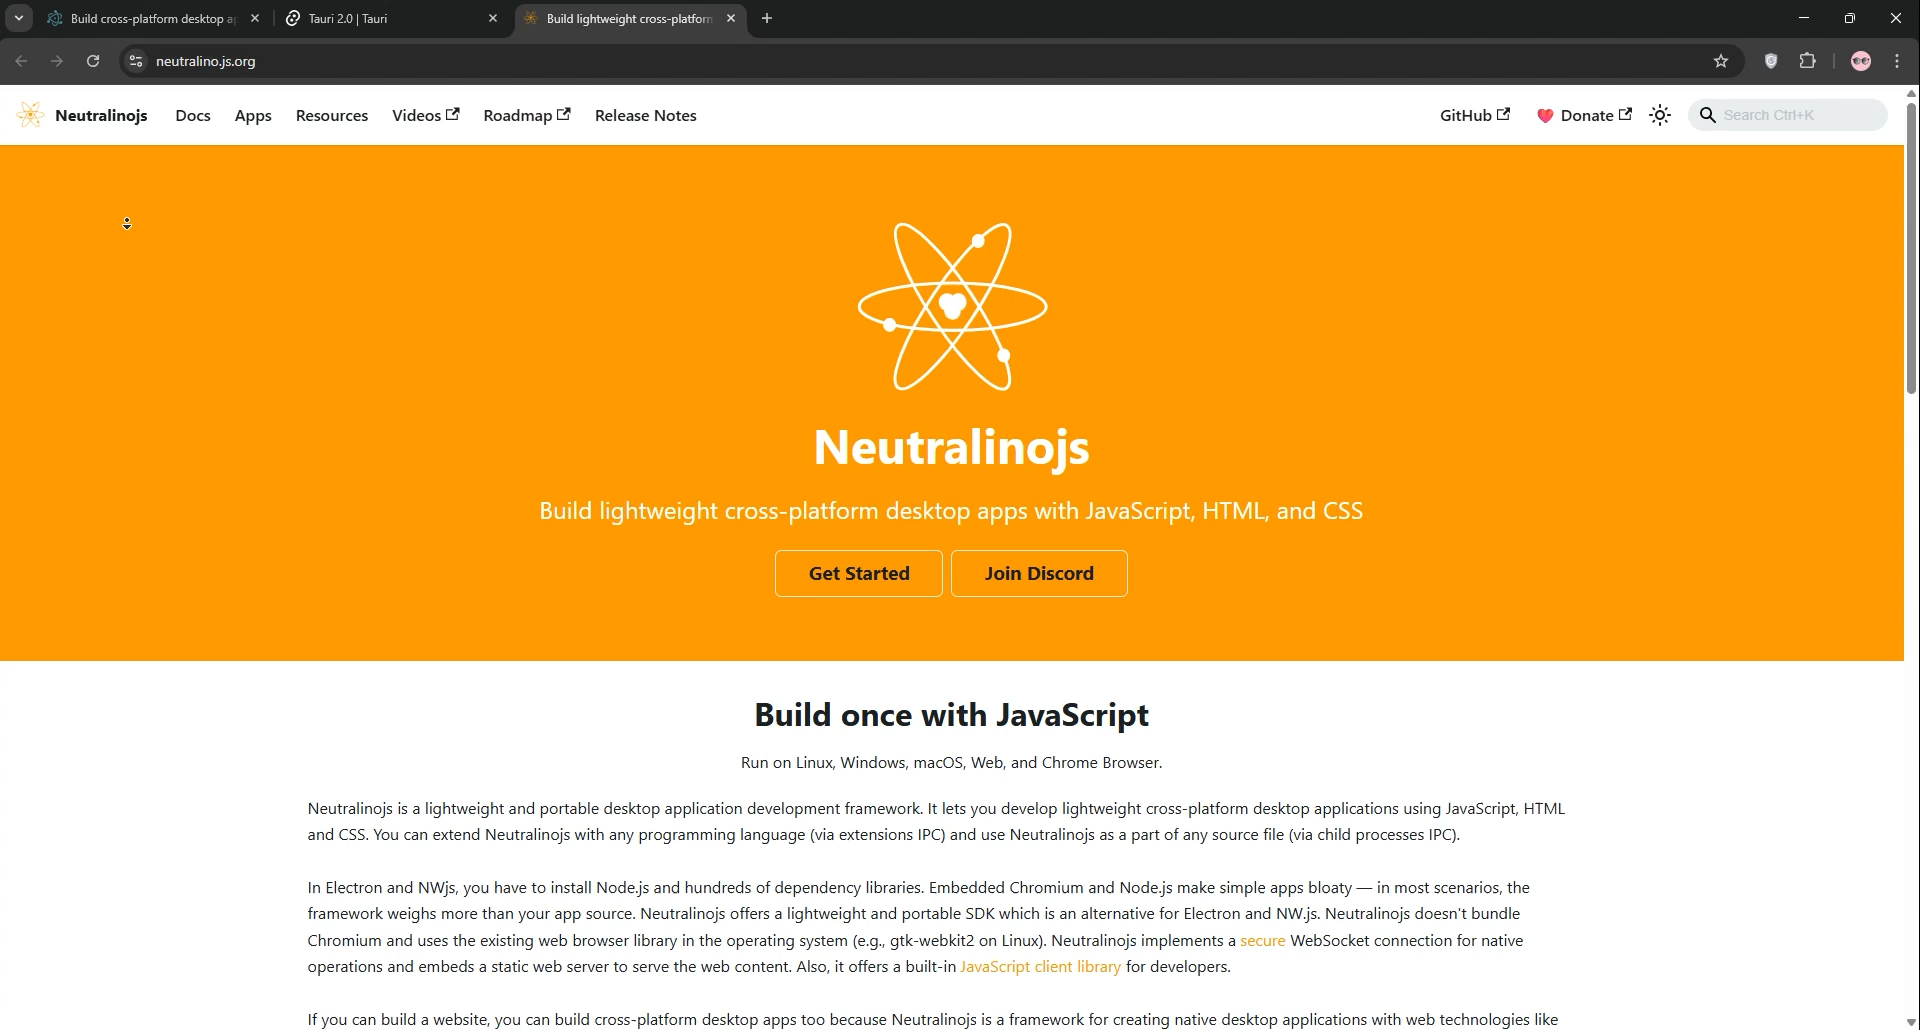 Build cross-platform desktop a
Tauri 2.0 | Tauri
Build lightweight cross-platform
neutralino.js.org
Neutralinojs
Docs
Apps
Resources
Videos
Roadmap
Release Notes
GitHub
Donate
Search Ctrl+K
Neutralinojs
Build lightweight cross-platform desktop apps with JavaScript, HTML, and CSS
Get Started
Join Discord
Build once with JavaScript
Run on Linux, Windows, macOS, Web, and Chrome Browser.
Neutralinojs is a lightweight and portable desktop application development framework. It lets you develop lightweight cross-platform desktop applications using JavaScript, HTML
and CSS. You can extend Neutralinojs with any programming language (via extensions IPC) and use Neutralinojs as a part of any source file (via child processes IPC).
In Electron and NWjs, you have to install Node.js and hundreds of dependency libraries. Embedded Chromium and Node.js make simple apps bloaty — in most scenarios, the
framework weighs more than your app source. Neutralinojs offers a lightweight and portable SDK which is an alternative for Electron and NW.js. Neutralinojs doesn't bundle
Chromium and uses the existing web browser library in the operating system (e.g., gtk-webkit2 on Linux). Neutralinojs implements a secure WebSocket connection for native
operations and embeds a static web server to serve the web content. Also, it offers a built-in JavaScript client library for developers.
If you can build a website, you can build cross-platform desktop apps too because Neutralinojs is a framework for creating native desktop applications with web technologies like